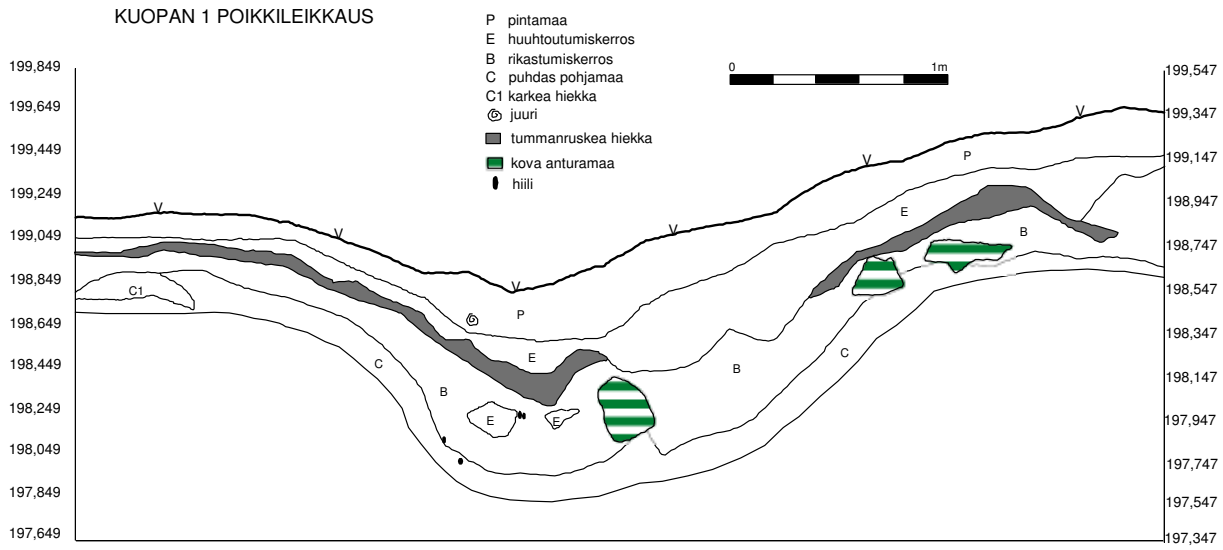 KUOPAN 1 POIKKILEIKKAUS
P pintamaa
E huuhtoutumiskerros
B rikastumiskerros
C puhdas pohjamaa
C1 karkea hiekka
juuri
tummanruskea hiekka
kova anturamaa
hiili
0 1m
199,849
199,649
199,449
199,249
199,049
198,849
198,649
198,449
198,249
198,049
197,849
197,649
199,547
199,347
199,147
198,947
198,747
198,547
198,347
198,147
197,947
197,747
197,547
197,347
V
V
V
V
V
V
P
E
B
C1
P
E
C
B
B
C
E
E